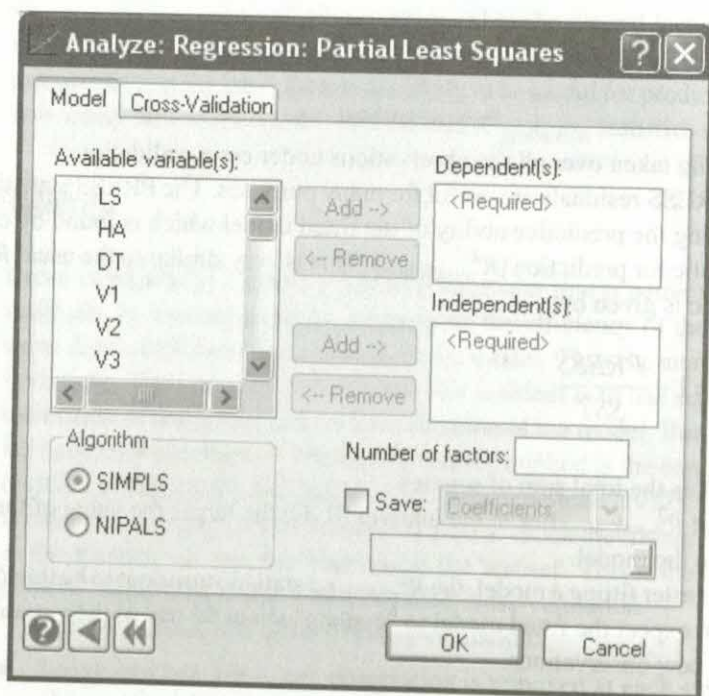 Analyze: Regression: Partial Least Squares
Model Cross-Validation
Available variable(s):
LS
HA
DT
V1
V2
V3
Add -->
<-- Remove
Add -->
<-- Remove
Dependent(s):
<Required>
Independent(s):
<Required>
Algorithm
SIMPLS
NIPALS
Number of factors:
Save: Coefficients
OK Cancel